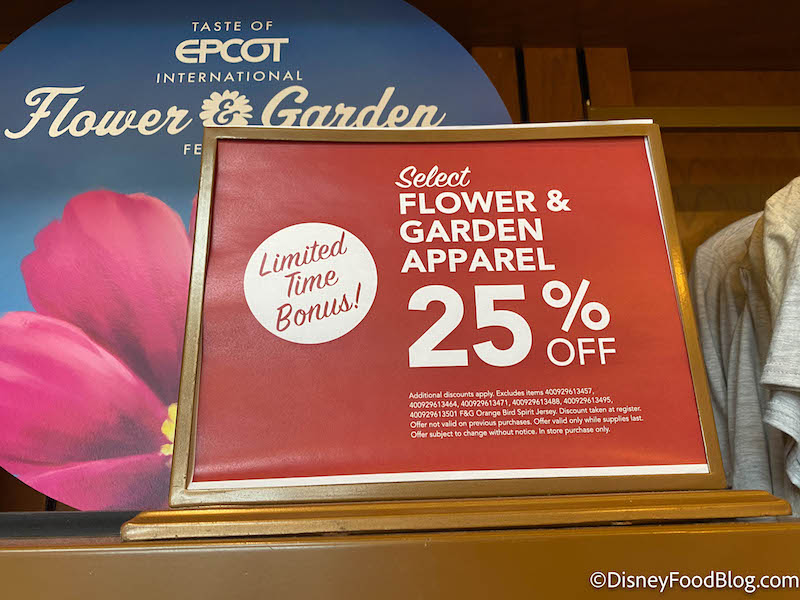 TASTE OF
EPCOT
INTERNATIONAL
Flower & Garden
FE
Limited
Time
Bonus!
Select
FLOWER &
GARDEN
APPAREL
25% OFF
Additional discounts apply. Excludes items 400929613457,
400929613464, 400929613471, 400929613488, 400929613495,
400929613501 F&G Orange Bird Spirit Jersey. Discount taken at register.
Offer not valid on previous purchases. Offer valid only while supplies last.
Offer subject to change without notice. In store purchase only.
©DisneyFoodBlog.com